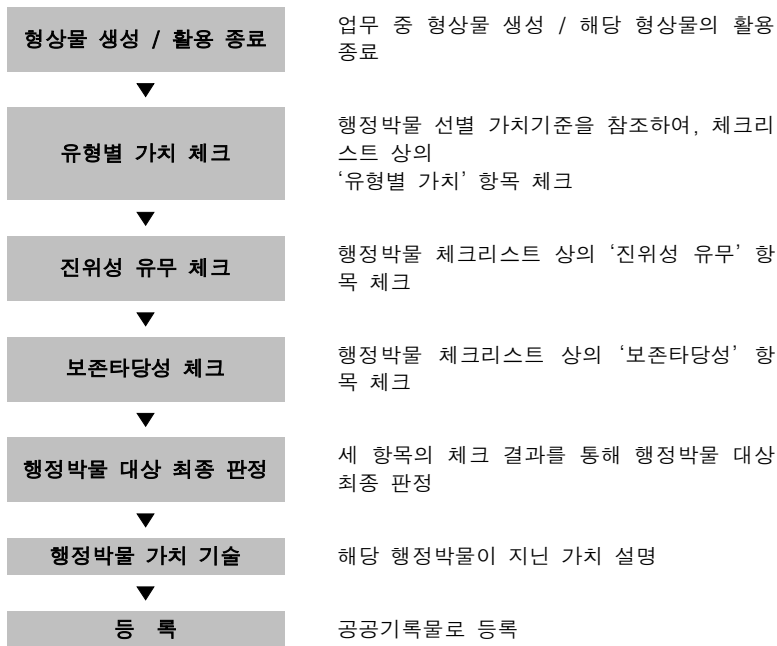 형상물 생성 / 활용 종료
업무 중 형상물 생성 / 해당 형상물의 활용
종료
▼
유형별 가치 체크
행정박물 선별 가치기준을 참조하여, 체크리
스트 상의
‘유형별 가치’ 항목 체크
▼
진위성 유무 체크
행정박물 체크리스트 상의 ‘진위성 유무’ 항
목 체크
▼
보존타당성 체크
행정박물 체크리스트 상의 ‘보존타당성’ 항
목 체크
▼
행정박물 대상 최종 판정
세 항목의 체크 결과를 통해 행정박물 대상
최종 판정
▼
행정박물 가치 기술
해당 행정박물이 지닌 가치 설명
▼
등 록
공공기록물로 등록